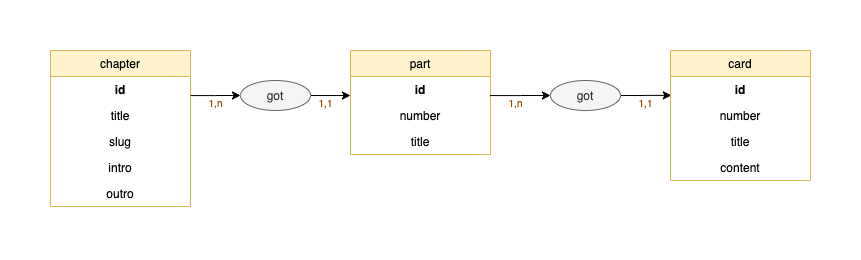 chapter
id
title
slug
intro
outro
1,n
got
1,1
part
id
number
title
1,n
got
1,1
card
id
number
title
content